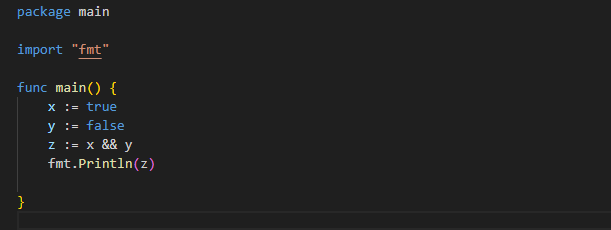 package main
import "fmt"
func main() {
    x := true
    y := false
    z := x && y
    fmt.Println(z)
}